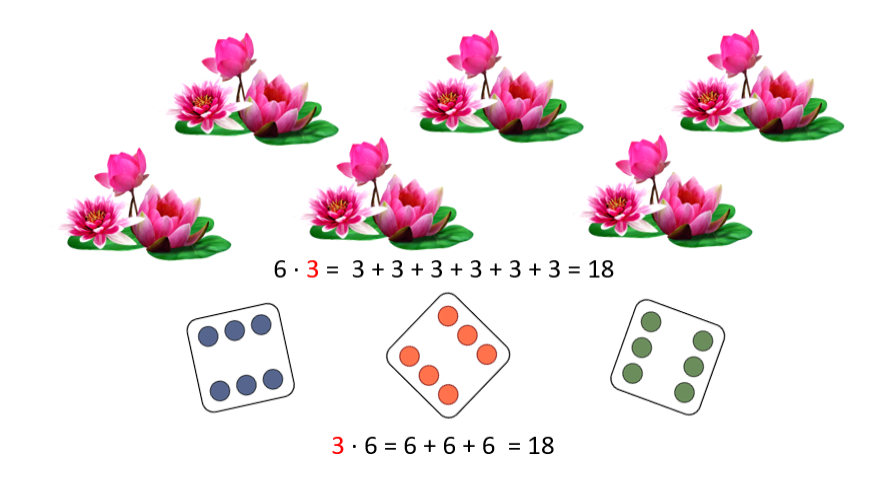 6 · 3 = 3 + 3 + 3 + 3 + 3 + 3 = 18
3 · 6 = 6 + 6 + 6 = 18